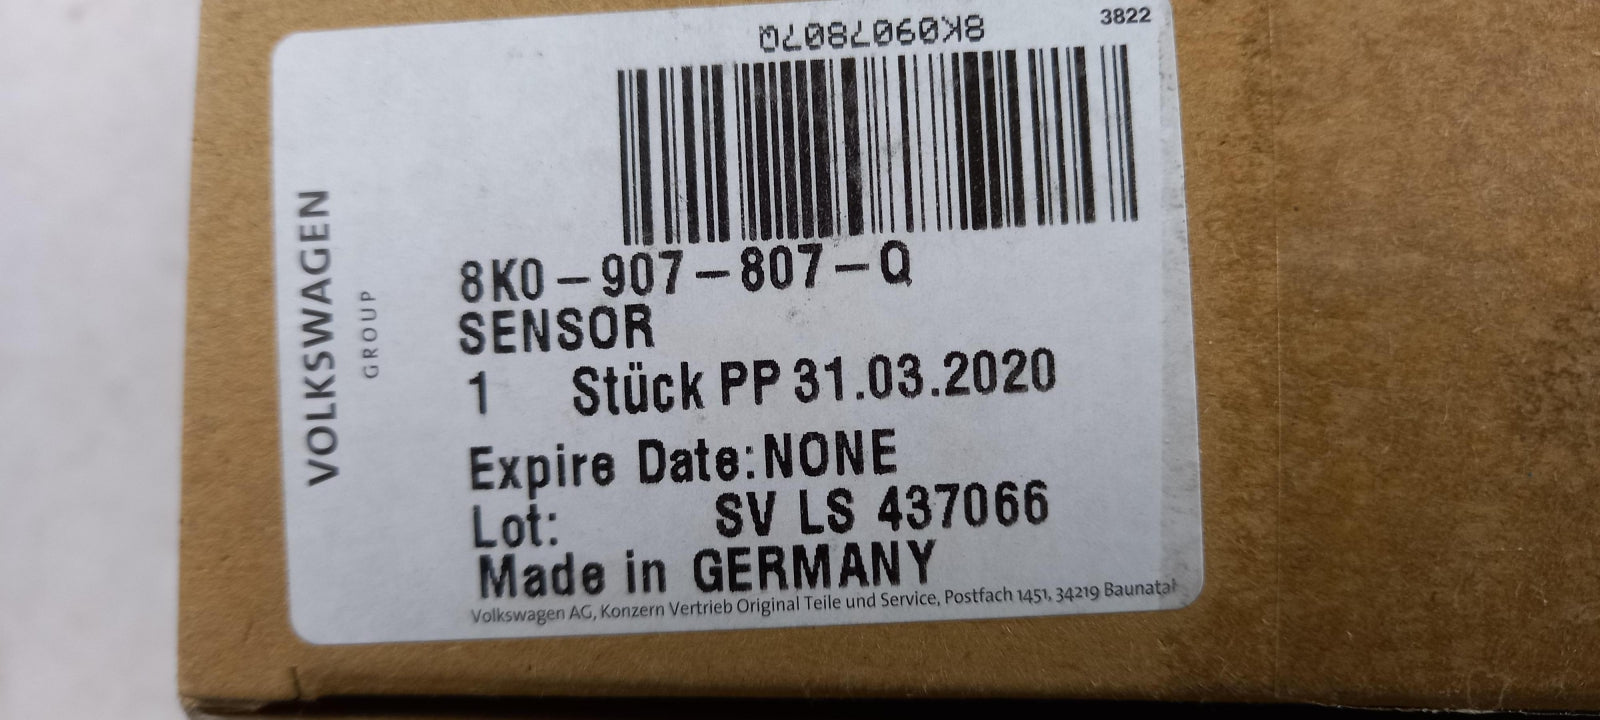 3822
8K0907807Q
8K0-907-807-Q
SENSOR
1 Stück PP 31.03.2020
Expire Date:NONE
Lot: SV LS 437066
Made in GERMANY
Volkswagen AG, Konzern Vertrieb Original Teile und Service, Postfach 1451, 34219 Baunatal
VOLKSWAGEN
GROUP